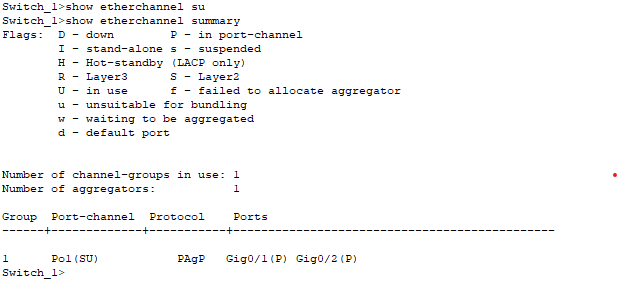 Switch_1>show etherchannel su
Switch_1>show etherchannel summary
Flags:  D - down        P - in port-channel
        I - stand-alone s - suspended
        H - Hot-standby (LACP only)
        R - Layer3      S - Layer2
        U - in use      f - failed to allocate aggregator
        u - unsuitable for bundling
        w - waiting to be aggregated
        d - default port
Number of channel-groups in use: 1
Number of aggregators:           1
Group  Port-channel  Protocol    Ports
------+-------------+-----------+----------------------------------------------
1      Po1(SU)           PAgP   Gig0/1(P) Gig0/2(P)
Switch_1>